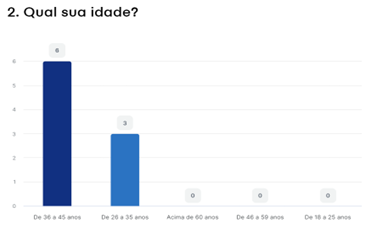 2. Qual sua idade?
6
3
0
0
0
6
5
4
3
2
1
0
De 36 a 45 anos
De 26 a 35 anos
Acima de 60 anos
De 46 a 59 anos
De 18 a 25 anos